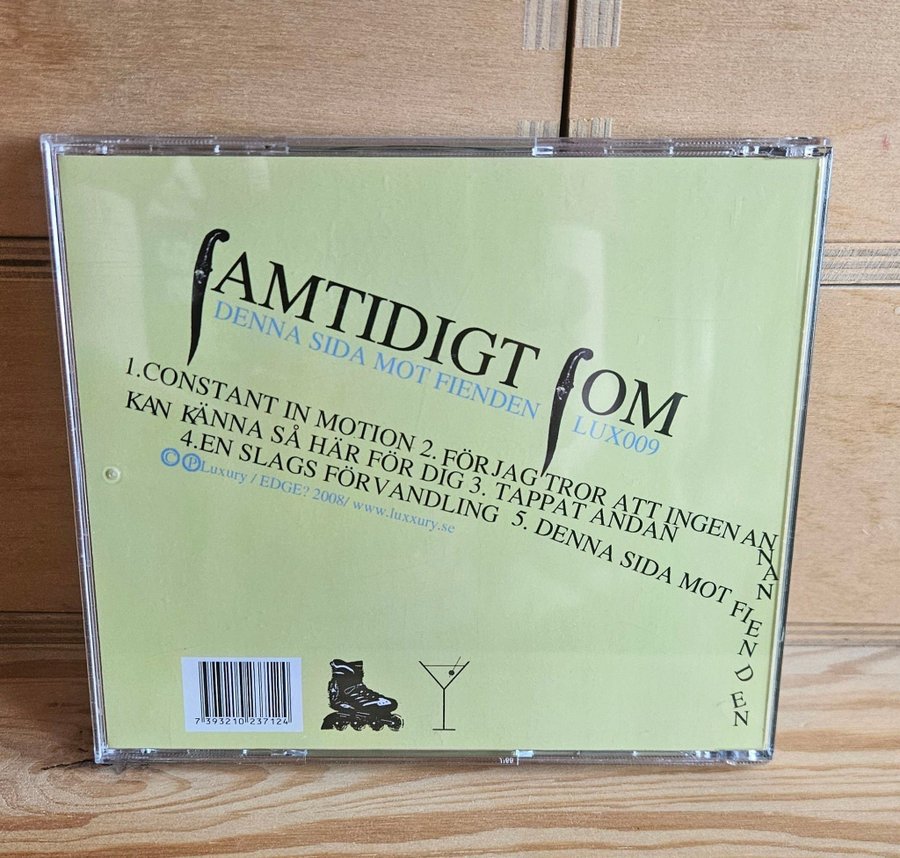 SAMTIDIGT SOM
DENNA SIDA MOT FIENDEN LUX009
1.CONSTANT IN MOTION 2. FÖR JAG TROR ATT INGEN ANNAN
KAN KÄNNA SÅ HÄR FÖR DIG 3. TAPPAT ANDAN
4.EN SLAGS FÖRVANDLING 5. DENNA SIDA MOT FIENDEN
©℗Luxury / EDGE? 2008/ www.luxxury.se
7 393210 237124